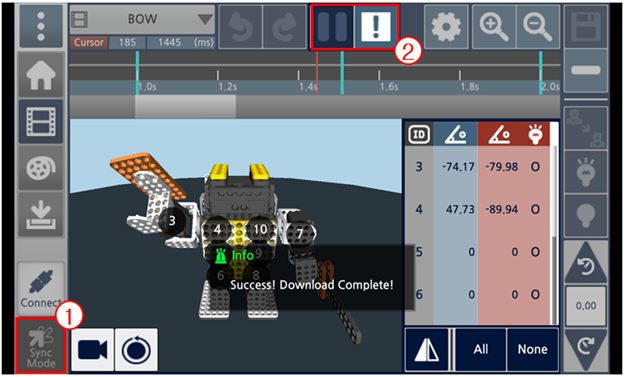 BOW
Cursor 185 1445 (ms)
2
1.0s 1.2s 1.4s 1.6s 1.8s 2.0s
ID
3 -74.17 -79.98 O
4 47.73 -89.94 O
5 0 0 O
6 0 0 O
3 4 10 7
9
6 8
Info
Success! Download Complete!
Connect
1
Sync
Mode
0,00
All None